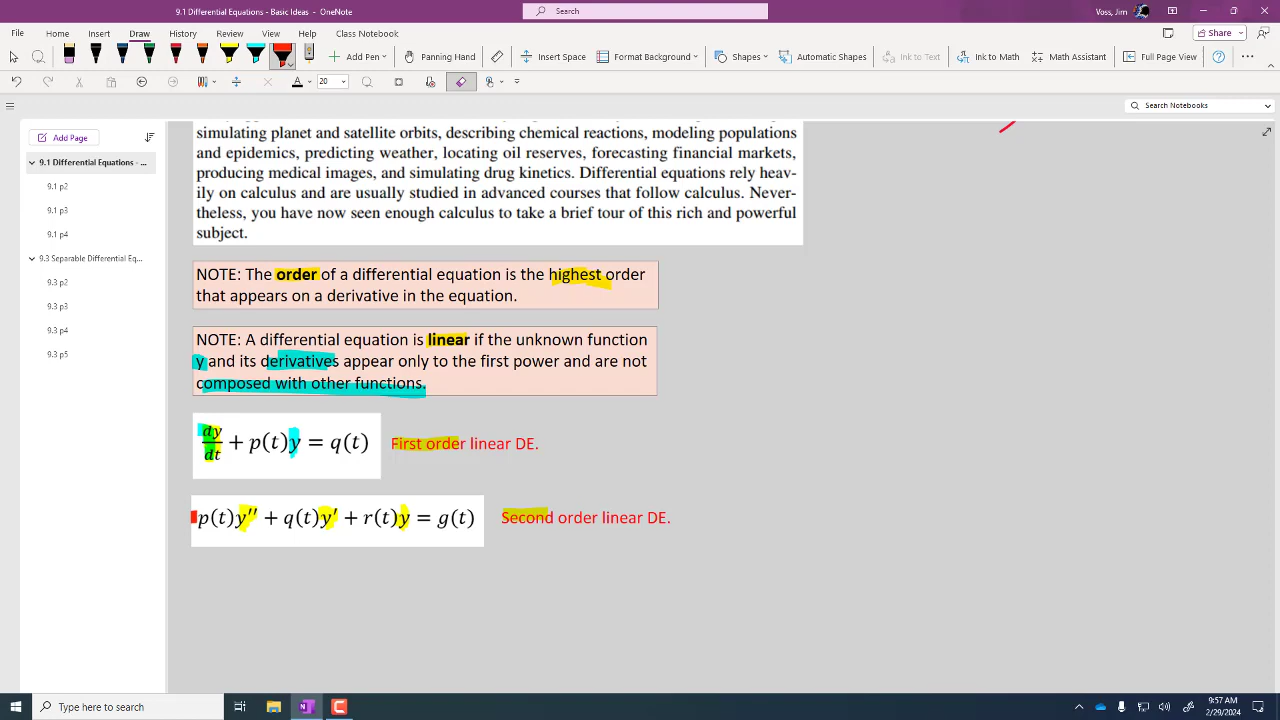 9.1 Differential Equations - Basic Ideas - OneNote
Search
Voss, Jim
File Home Insert Draw History Review View Help Class Notebook
Share
Add Pen
Panning Hand
Insert Space
Format Background
Shapes
Automatic Shapes
Ink to Text
Ink to Math
Math Assistant
Full Page View
20
Search Notebooks
Add Page
9.1 Differential Equations - ...
9.1 p2
9.1 p3
9.1 p4
9.3 Separable Differential Eq...
9.3 p2
9.3 p3
9.3 p4
9.3 p5
simulating planet and satellite orbits, describing chemical reactions, modeling populations
and epidemics, predicting weather, locating oil reserves, forecasting financial markets,
producing medical images, and simulating drug kinetics. Differential equations rely heav-
ily on calculus and are usually studied in advanced courses that follow calculus. Never-
theless, you have now seen enough calculus to take a brief tour of this rich and powerful
subject.
NOTE: The order of a differential equation is the highest order
that appears on a derivative in the equation.
NOTE: A differential equation is linear if the unknown function
y and its derivatives appear only to the first power and are not
composed with other functions.
dy/dt + p(t)y = q(t) First order linear DE.
p(t)y′′ + q(t)y′ + r(t)y = g(t) Second order linear DE.
Type here to search
9:57 AM
2/29/2024